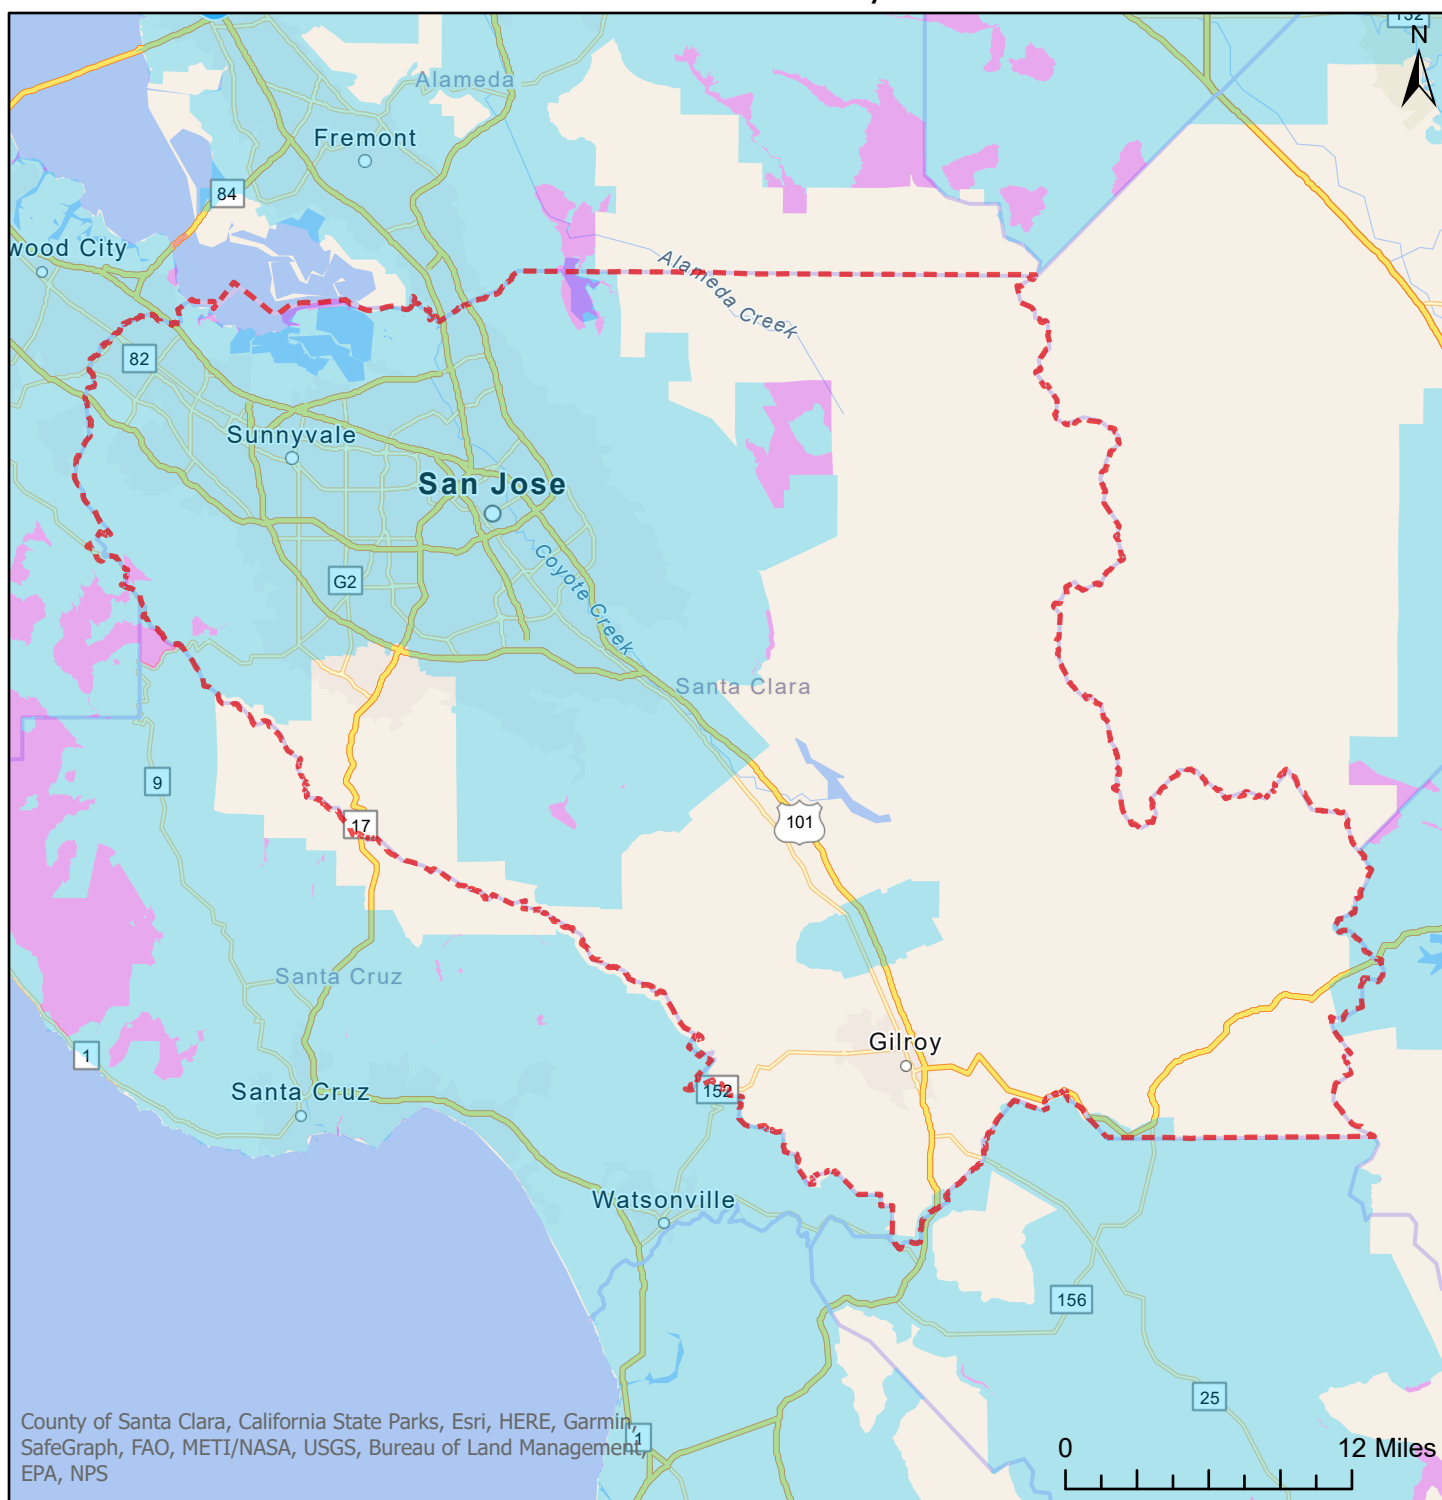 132
N
Alameda
Fremont
84
wood City
Alameda Creek
82
Sunnyvale
San Jose
Coyote Creek
G2
Santa Clara
9
17
101
Santa Cruz
Gilroy
1
152
Santa Cruz
Watsonville
156
25
County of Santa Clara, California State Parks, Esri, HERE, Garmin,
SafeGraph, FAO, METI/NASA, USGS, Bureau of Land Management,
EPA, NPS
1
0 12 Miles